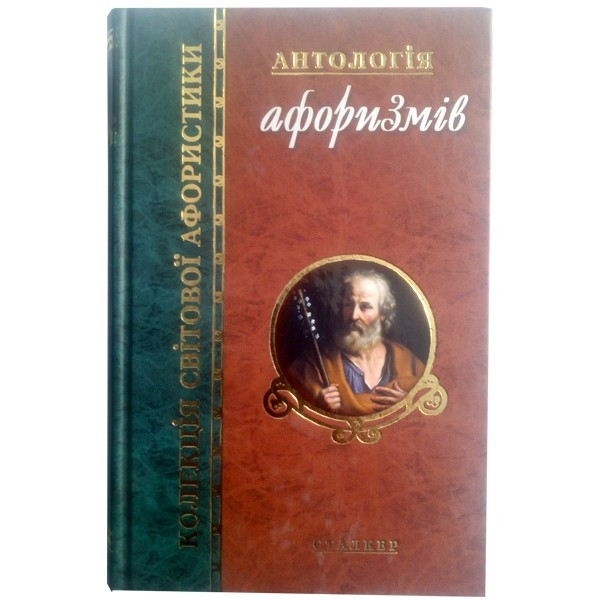 АНТОЛОГІЯ
афоризмів
КОЛЕКЦІЯ СВІТОВОЇ АФОРИСТИКИ
СТАЛКЕР